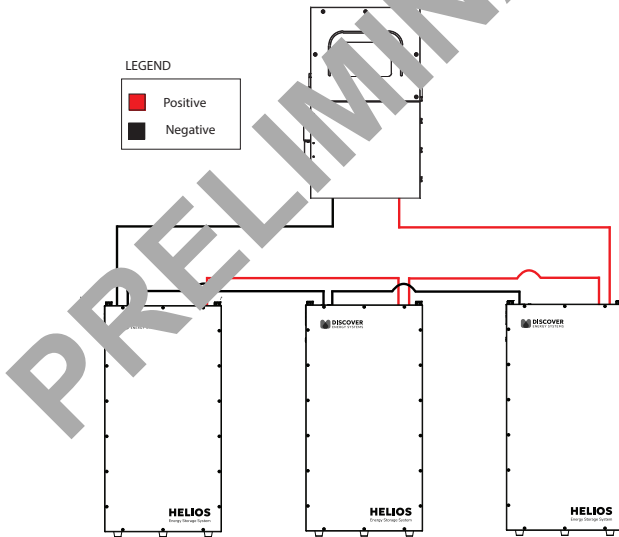 LEGEND
Positive
Negative
PRELIMIN
DISCOVER
ENERGY SYSTEMS
DISCOVER
ENERGY SYSTEMS
HELIOS
Energy Storage System
HELIOS
Energy Storage System
HELIOS
Energy Storage System